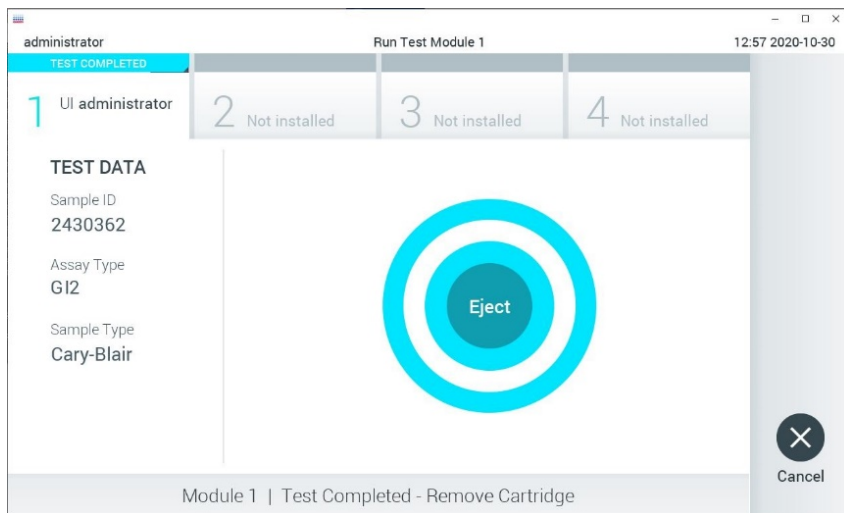 administrator Run Test Module 1 12:57 2020-10-30
TEST COMPLETED
1 UI administrator 2 Not installed 3 Not installed 4 Not installed
TEST DATA
Sample ID
2430362
Assay Type
GI2
Sample Type
Cary-Blair
Eject
Cancel
Module 1 | Test Completed - Remove Cartridge